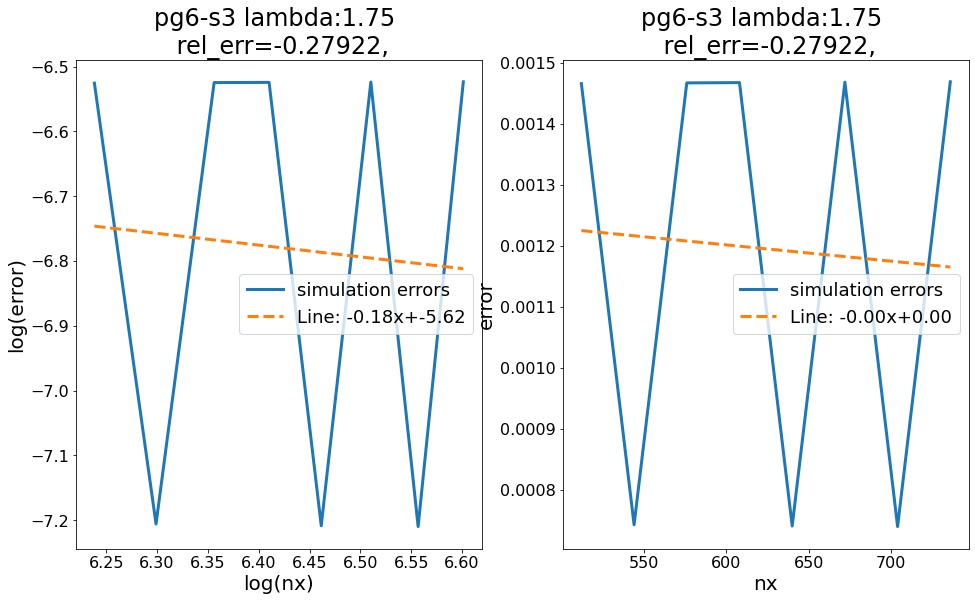 pg6-s3 lambda:1.75
rel_err=-0.27922,
−6.5
−6.6
−6.7
−6.8
−6.9
−7.0
−7.1
−7.2
log(error)
6.25 6.30 6.35 6.40 6.45 6.50 6.55 6.60
log(nx)
simulation errors
Line: -0.18x+-5.62
pg6-s3 lambda:1.75
rel_err=-0.27922,
0.0015
0.0014
0.0013
0.0012
0.0011
0.0010
0.0009
0.0008
error
550 600 650 700
nx
simulation errors
Line: -0.00x+0.00